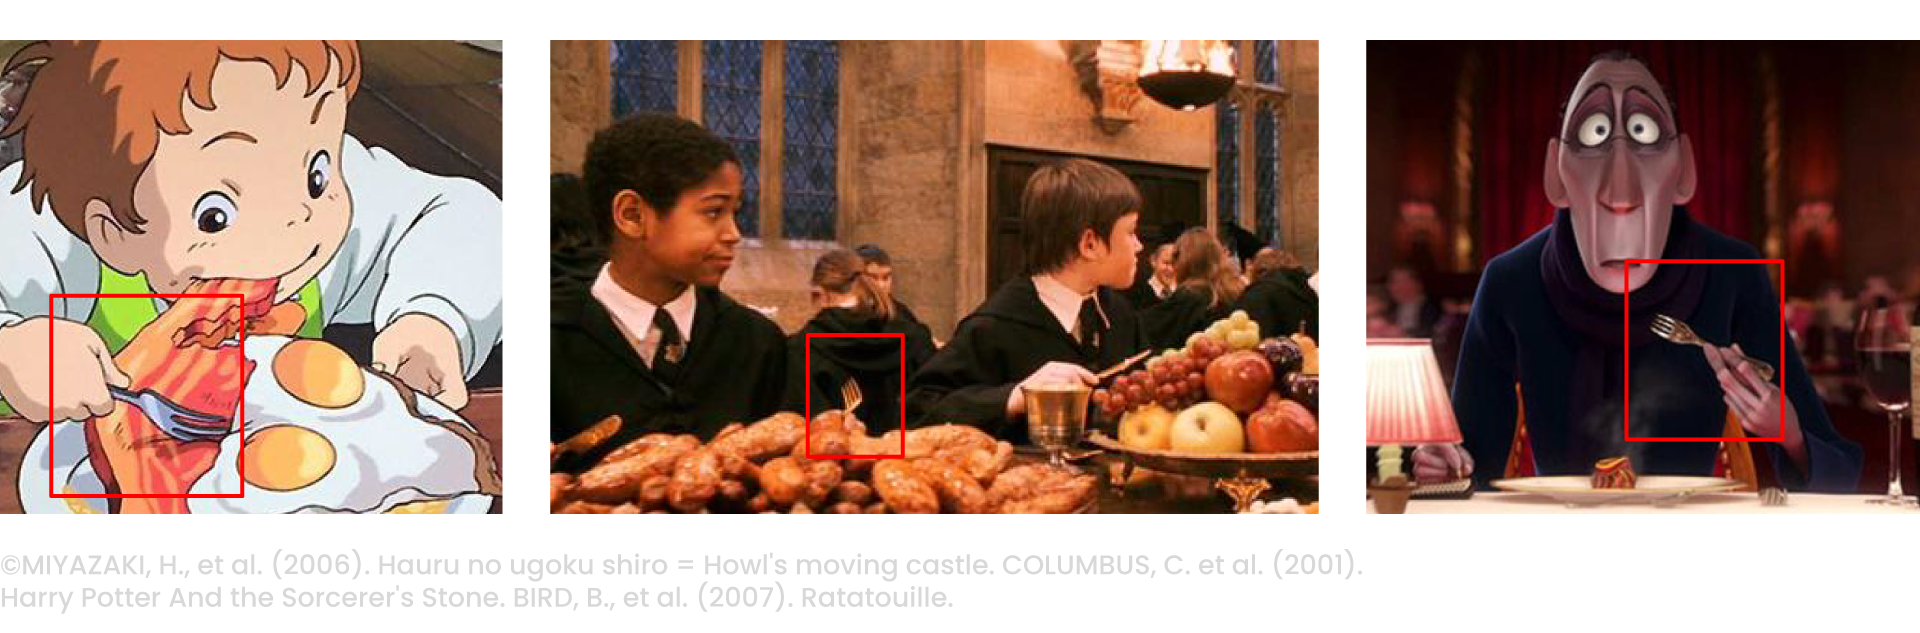 ©MIYAZAKI, H., et al. (2006). Hauru no ugoku shiro = Howl's moving castle. COLUMBUS, C. et al. (2001).
Harry Potter And the Sorcerer's Stone. BIRD, B., et al. (2007). Ratatouille.